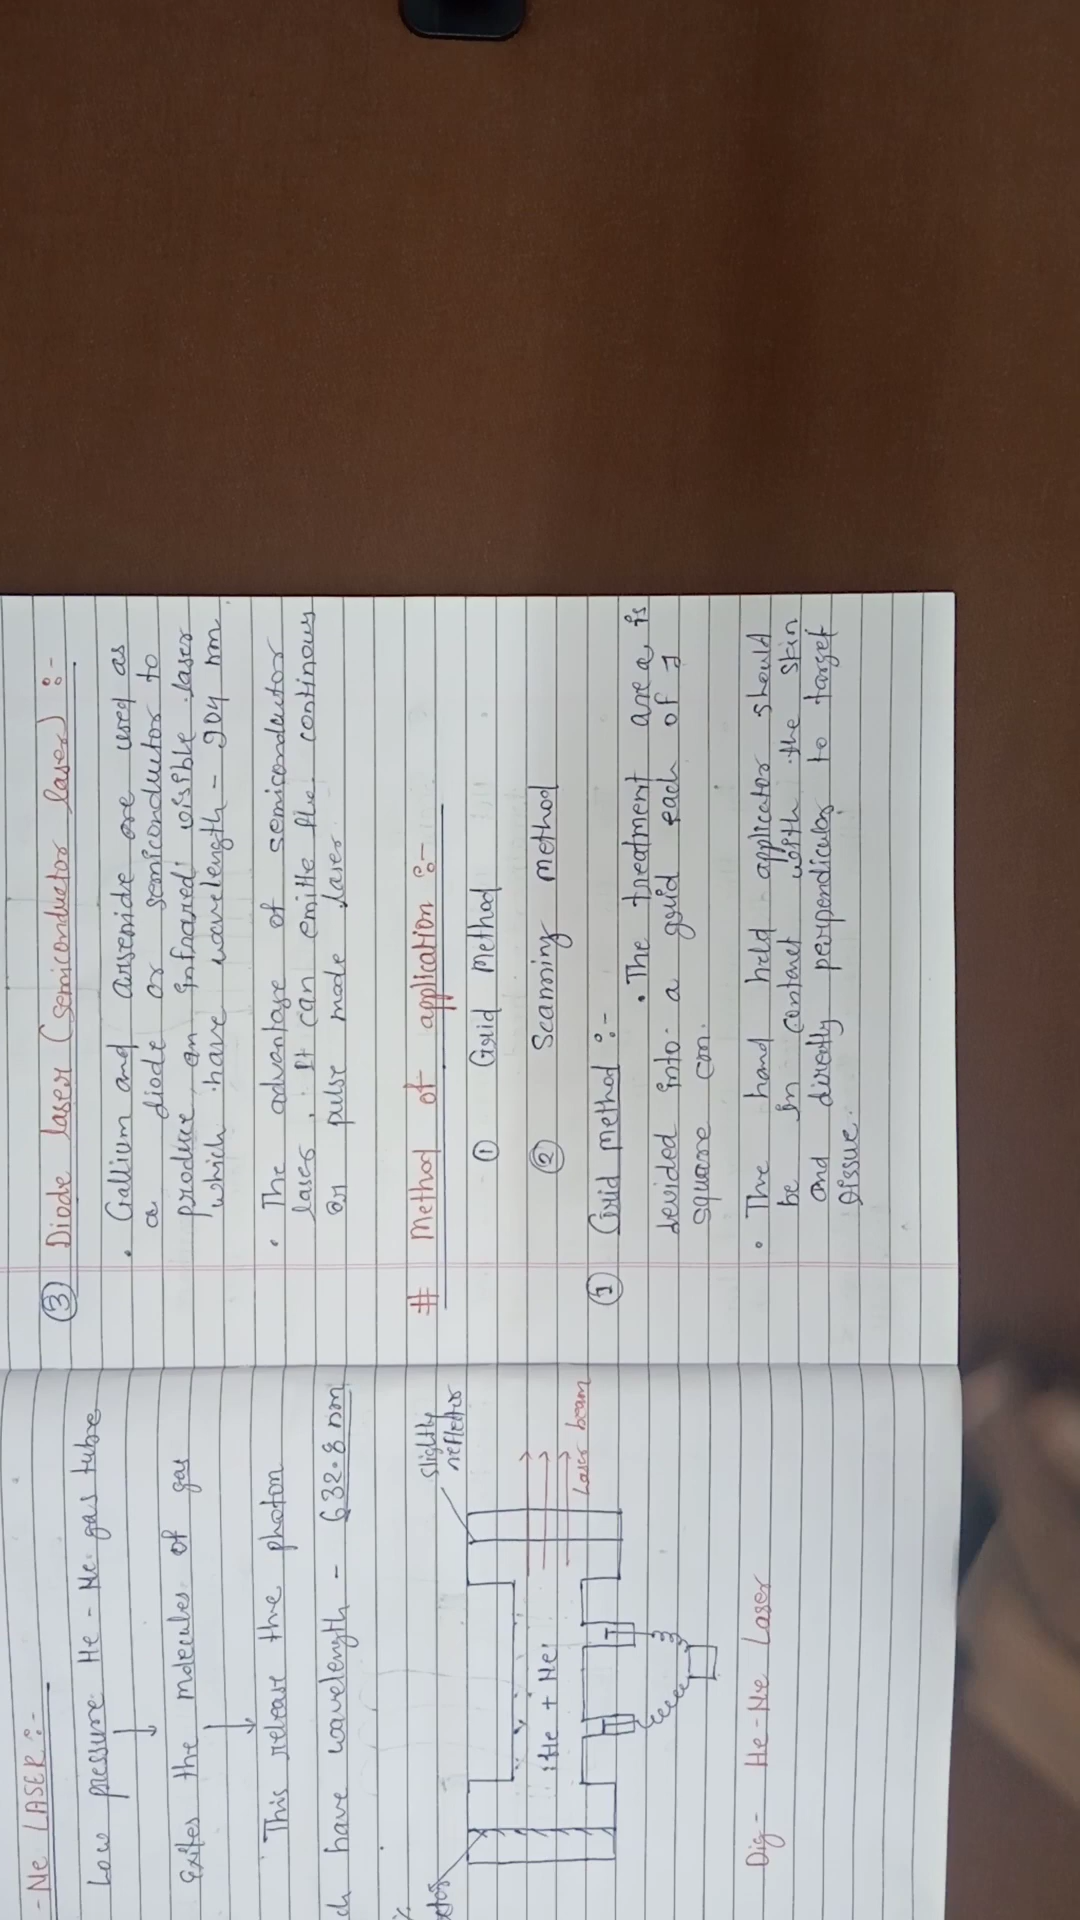 - Ne LASER :-
Low pressure He - Ne gas tube
exites the molecules of gas
This release the photon
have wavelength - 632.8 nm
slightly
reflector
Laser beam
He + He
Dig - He - Ne Laser
③ Diode laser (semiconductor laser) :-
• Gallium and arsenide are used as
a diode or semiconductor to
produce an infrared visible laser
which have wavelength - 904 nm
• The advantage of semiconductor
laser, it can emitte the continous
or pulse mode laser.
# Method of application :-
① Grid Method
② Scanning Method
① Grid method :-
• The treatment area is
devided into a grid each of 1
square cm.
• The hand held applicator should
be in contact with the skin
and directly perpendicular to target
tissue.